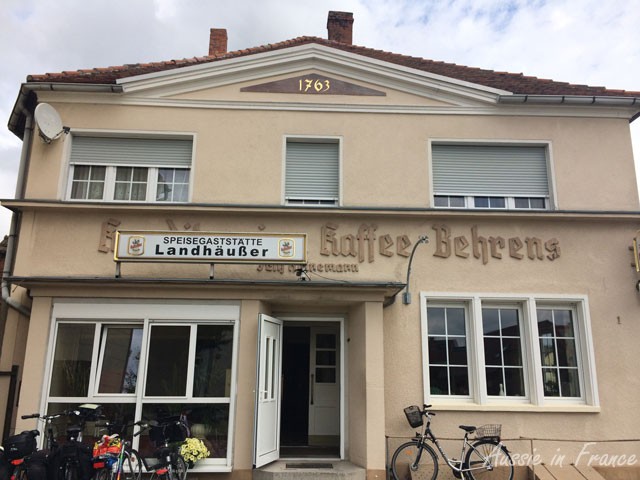 1763
SPEISEGASTSTÄTTE
Landhäußer
Kaffee Behrens
Aussie in France